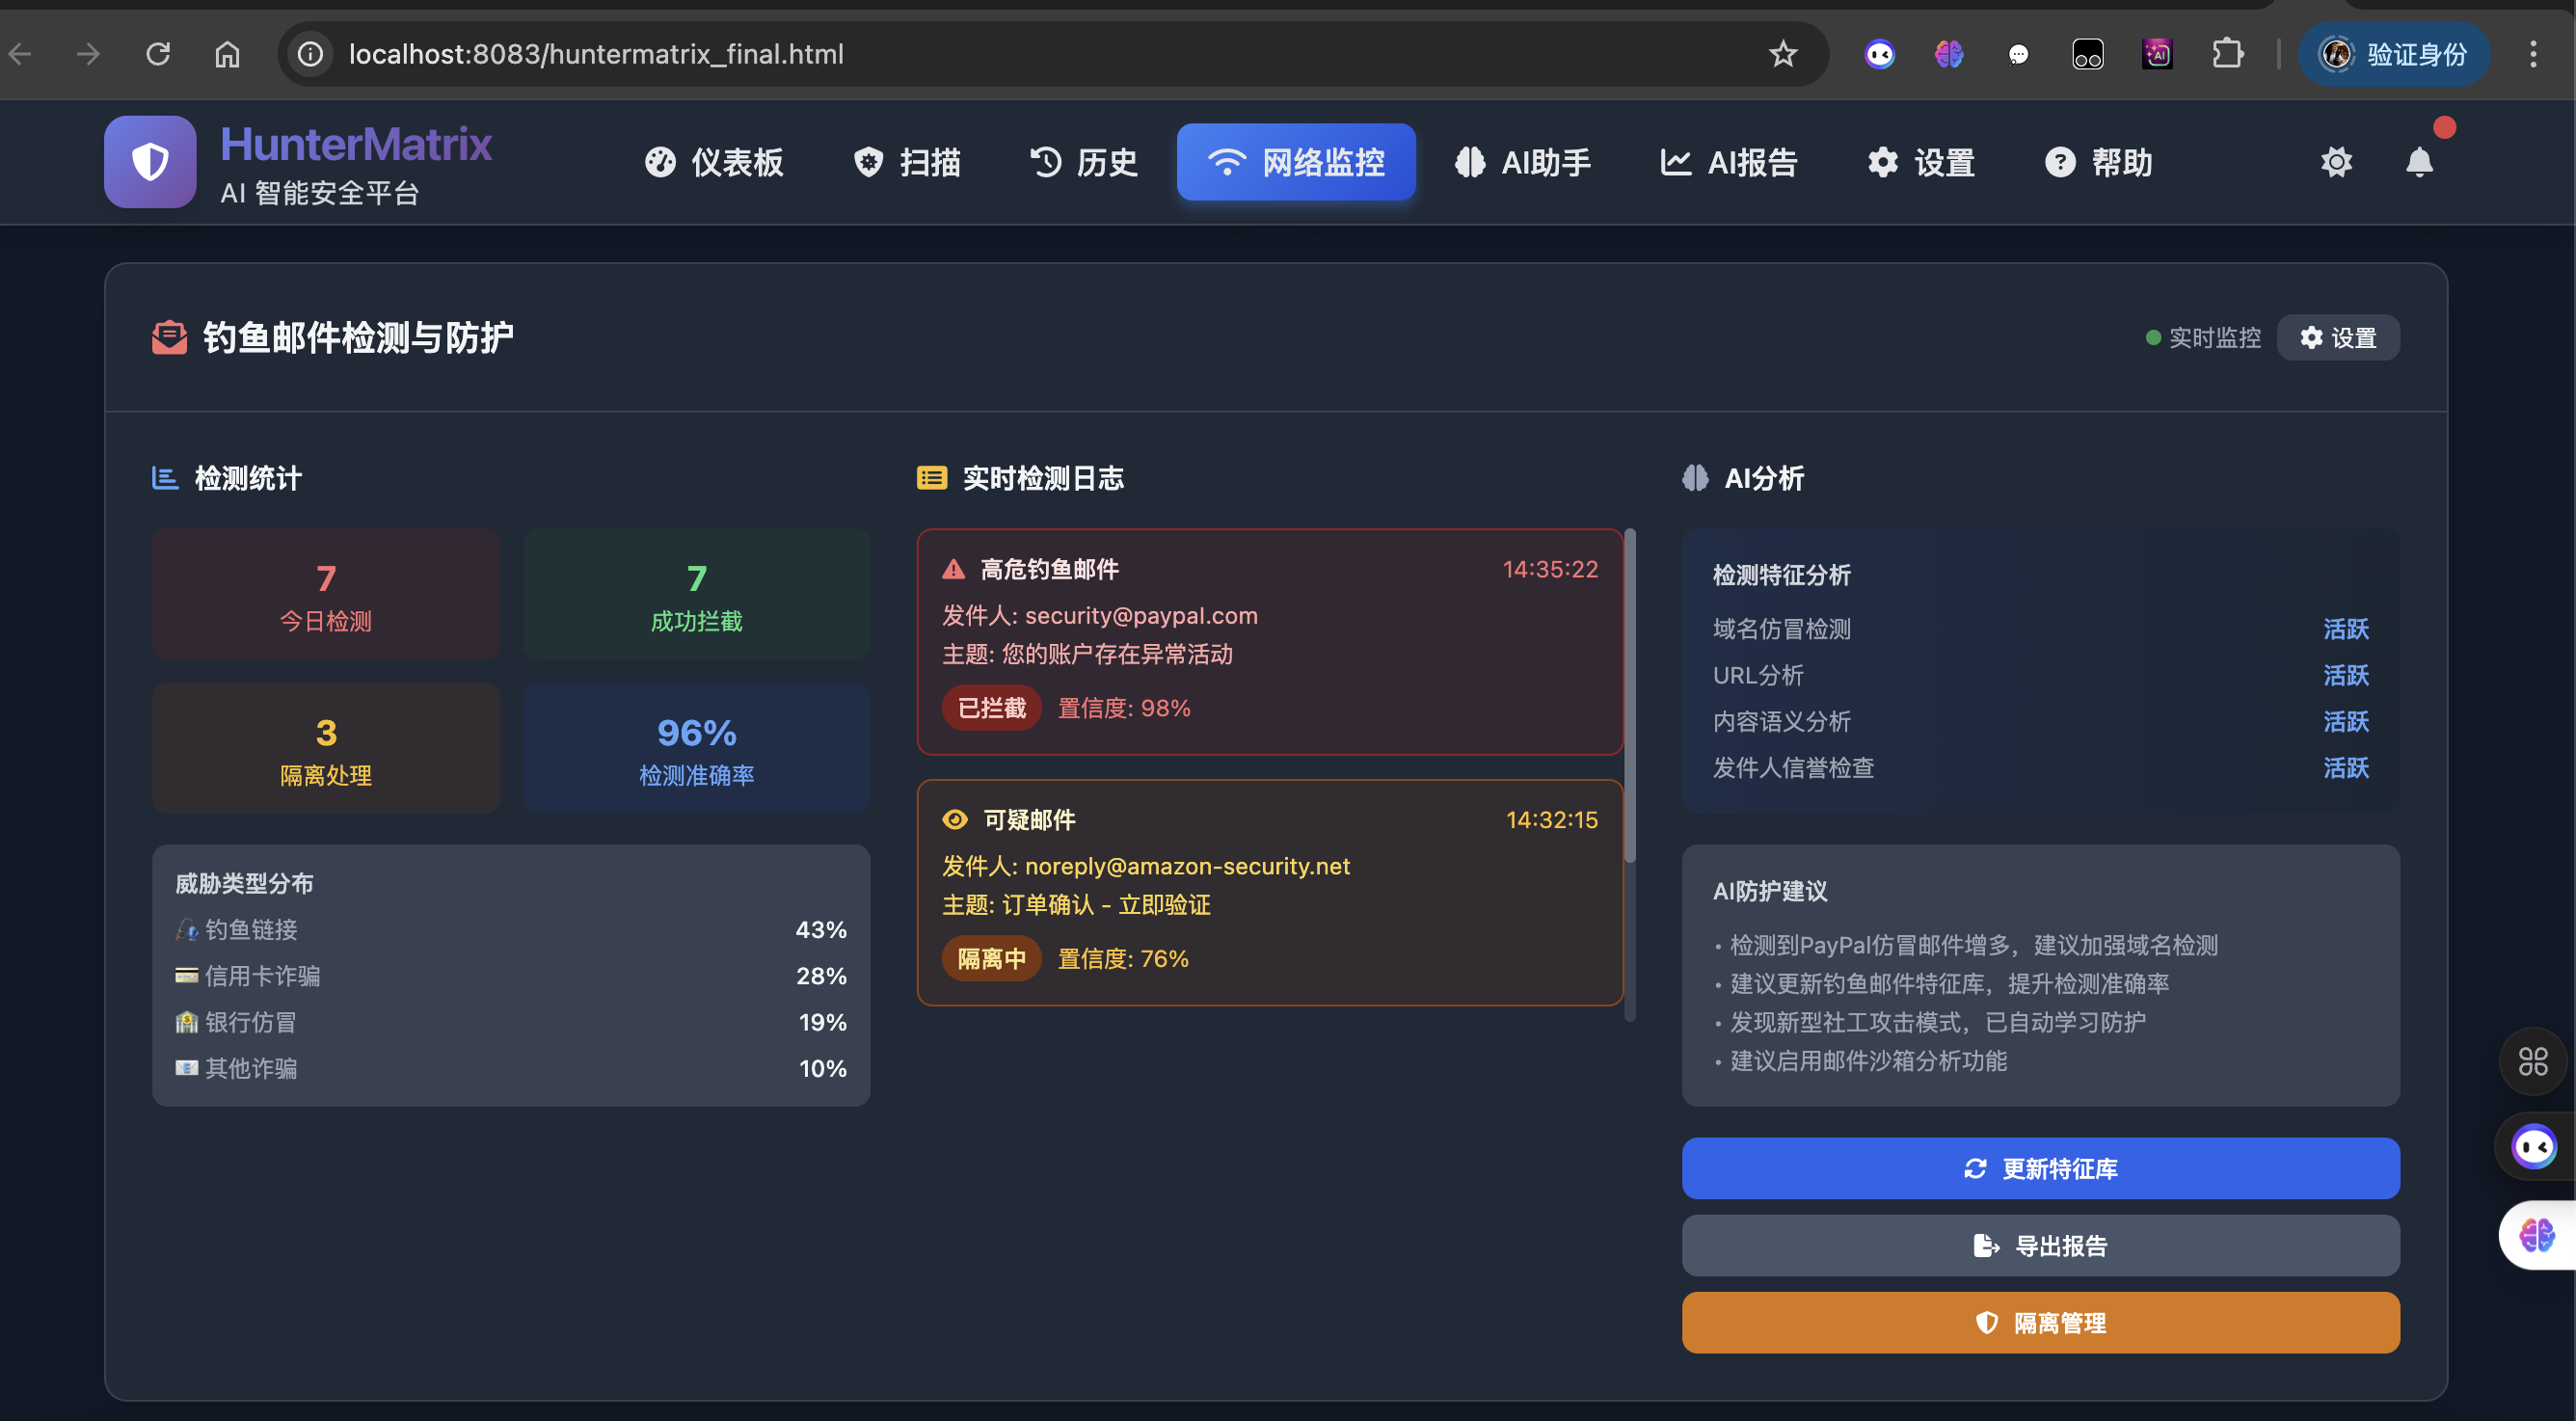 localhost:8083/huntermatrix_final.html
验证身份
HunterMatrix
AI 智能安全平台
仪表板
扫描
历史
网络监控
AI助手
AI报告
设置
帮助
钓鱼邮件检测与防护
实时监控
设置
检测统计
7
今日检测
7
成功拦截
3
隔离处理
96%
检测准确率
威胁类型分布
钓鱼链接 43%
信用卡诈骗 28%
银行仿冒 19%
其他诈骗 10%
实时检测日志
高危钓鱼邮件 14:35:22
发件人: security@paypal.com
主题: 您的账户存在异常活动
已拦截 置信度: 98%
可疑邮件 14:32:15
发件人: noreply@amazon-security.net
主题: 订单确认 - 立即验证
隔离中 置信度: 76%
AI分析
检测特征分析
域名仿冒检测 活跃
URL分析 活跃
内容语义分析 活跃
发件人信誉检查 活跃
AI防护建议
• 检测到PayPal仿冒邮件增多，建议加强域名检测
• 建议更新钓鱼邮件特征库，提升检测准确率
• 发现新型社工攻击模式，已自动学习防护
• 建议启用邮件沙箱分析功能
更新特征库
导出报告
隔离管理